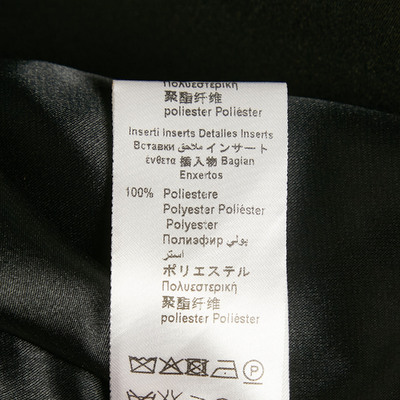 Πολυεστερική
聚酯纤维
poliester Poliéster
Inserti Inserts Detalles Inserts
Вставки ملاحق インサート
ένθετα 插入物 Bagian
Enxertos
100% Poliestere
Polyester Poliéster
Polyester
Полиэфир بولي
استر
ポリエステル
Πολυεστερική
聚酯纤维
poliester Poliéster
P